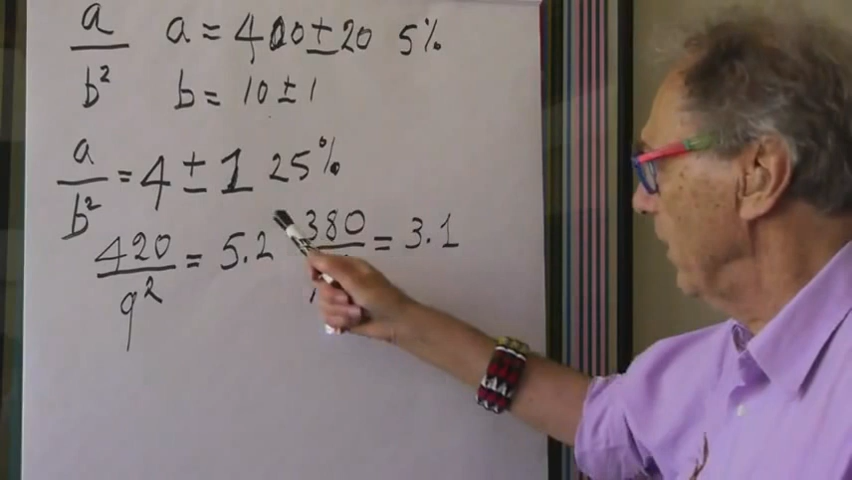 a/b² a = 400 ± 20 5%
b = 10 ± 1
a/b² = 4 ± 1 25%
420/9² = 5.2 380/ = 3.1